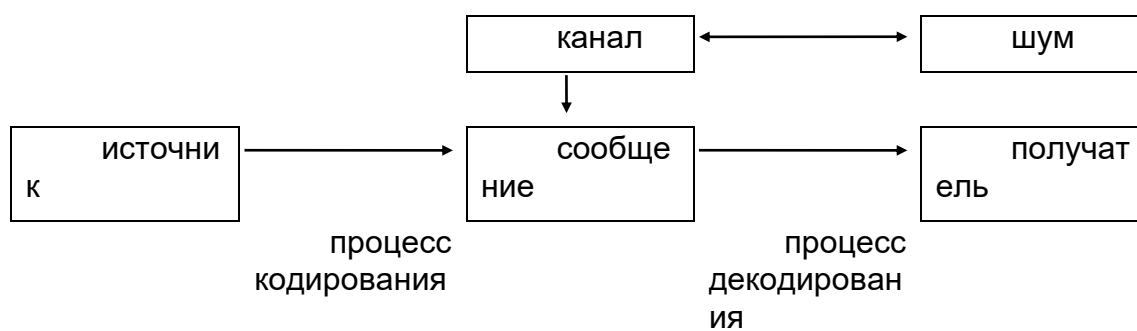 канал
шум
источни
к
сообще
ние
получат
ель
процесс
кодирования
процесс
декодирован
ия